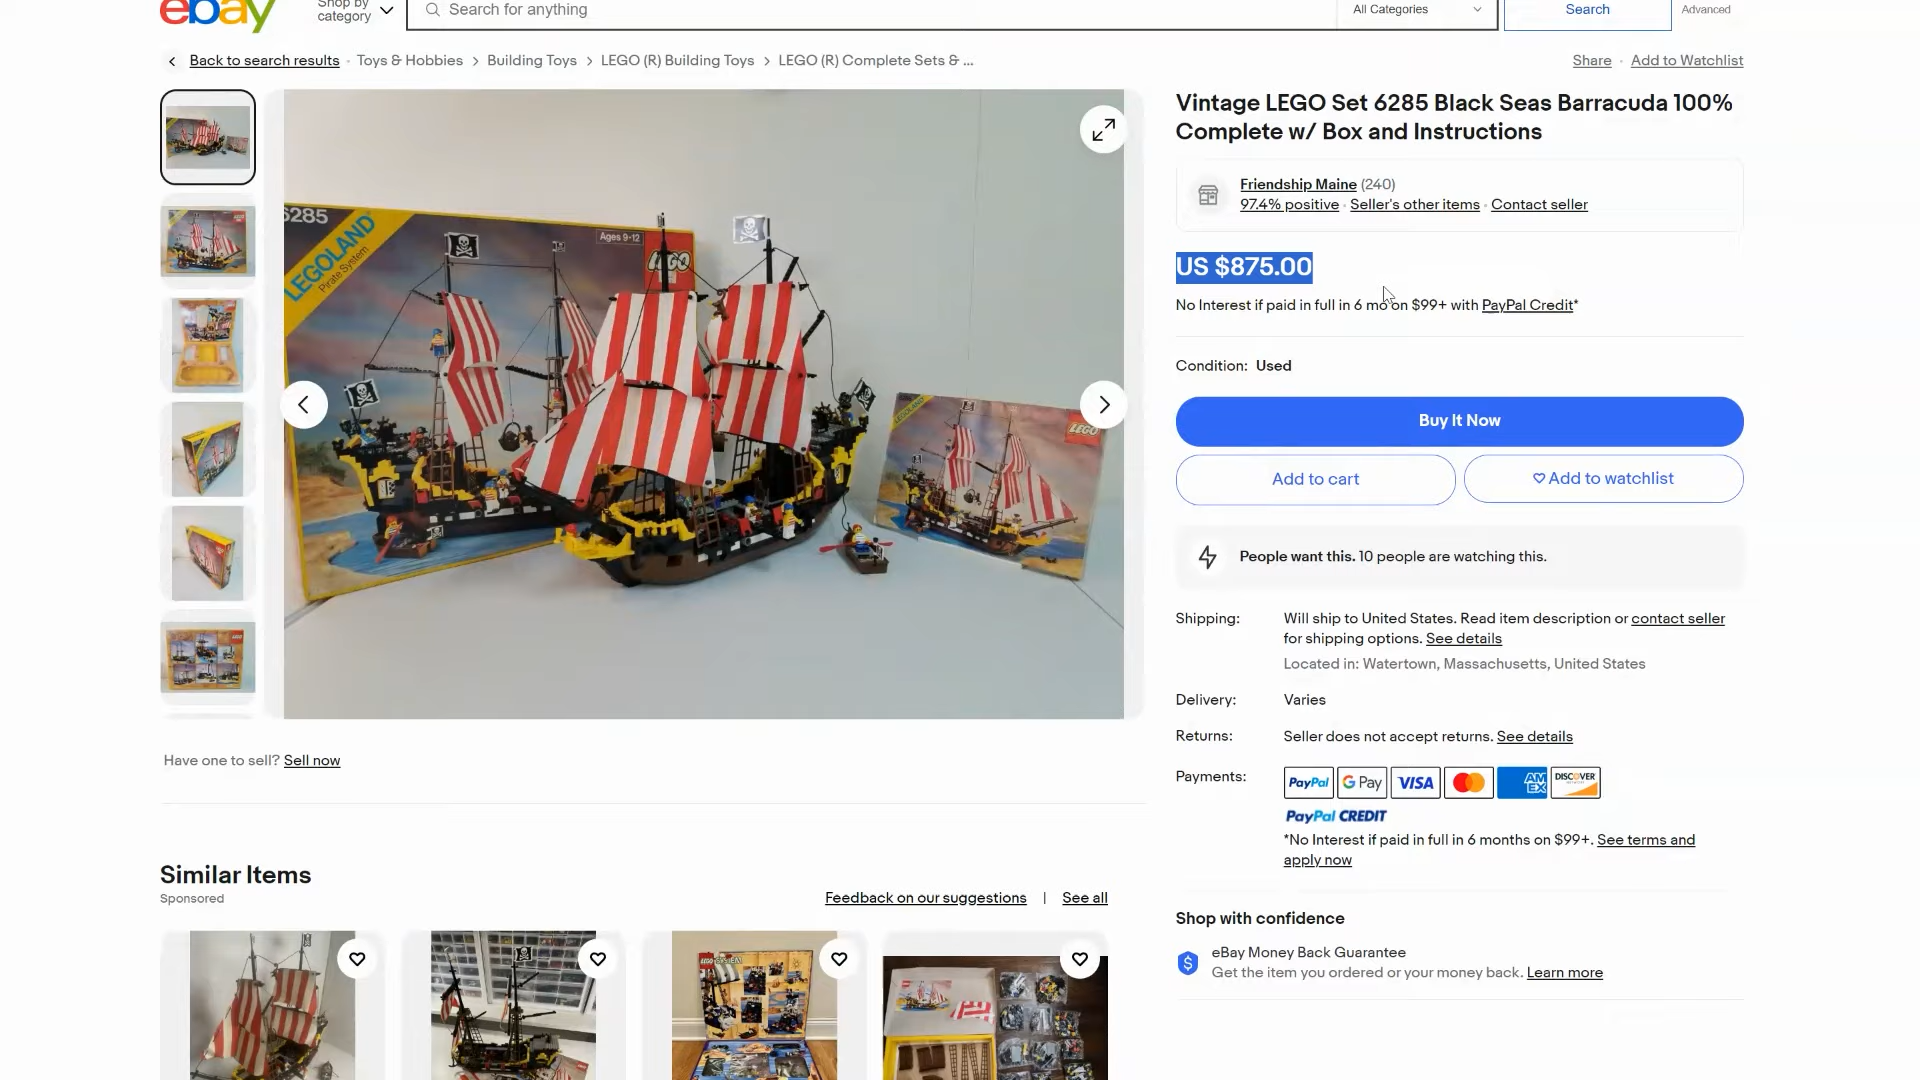 ebay
Shop by
category
Search for anything
All Categories
Search
Advanced
Back to search results
Toys & Hobbies
Building Toys
LEGO (R) Building Toys
LEGO (R) Complete Sets & ...
Share
Add to Watchlist
Vintage LEGO Set 6285 Black Seas Barracuda 100%
Complete w/ Box and Instructions
Friendship Maine (240)
97.4% positive · Seller's other items · Contact seller
US $875.00
No Interest if paid in full in 6 mo on $99+ with PayPal Credit*
Condition: Used
Buy It Now
Add to cart
Add to watchlist
People want this. 10 people are watching this.
Shipping:
Will ship to United States. Read item description or contact seller
for shipping options. See details
Located in: Watertown, Massachusetts, United States
Delivery:
Varies
Returns:
Seller does not accept returns. See details
Payments:
PayPal
G Pay
VISA
AM
EX
DISCOVER
PayPal CREDIT
*No Interest if paid in full in 6 months on $99+. See terms and
apply now
Shop with confidence
eBay Money Back Guarantee
Get the item you ordered or your money back. Learn more
6285
LEGOLAND
Pirate System
Ages 9-12
LEGO
LEGOLAND
LEGO
Have one to sell? Sell now
Similar Items
Sponsored
Feedback on our suggestions | See all
LEGO SYSTEM